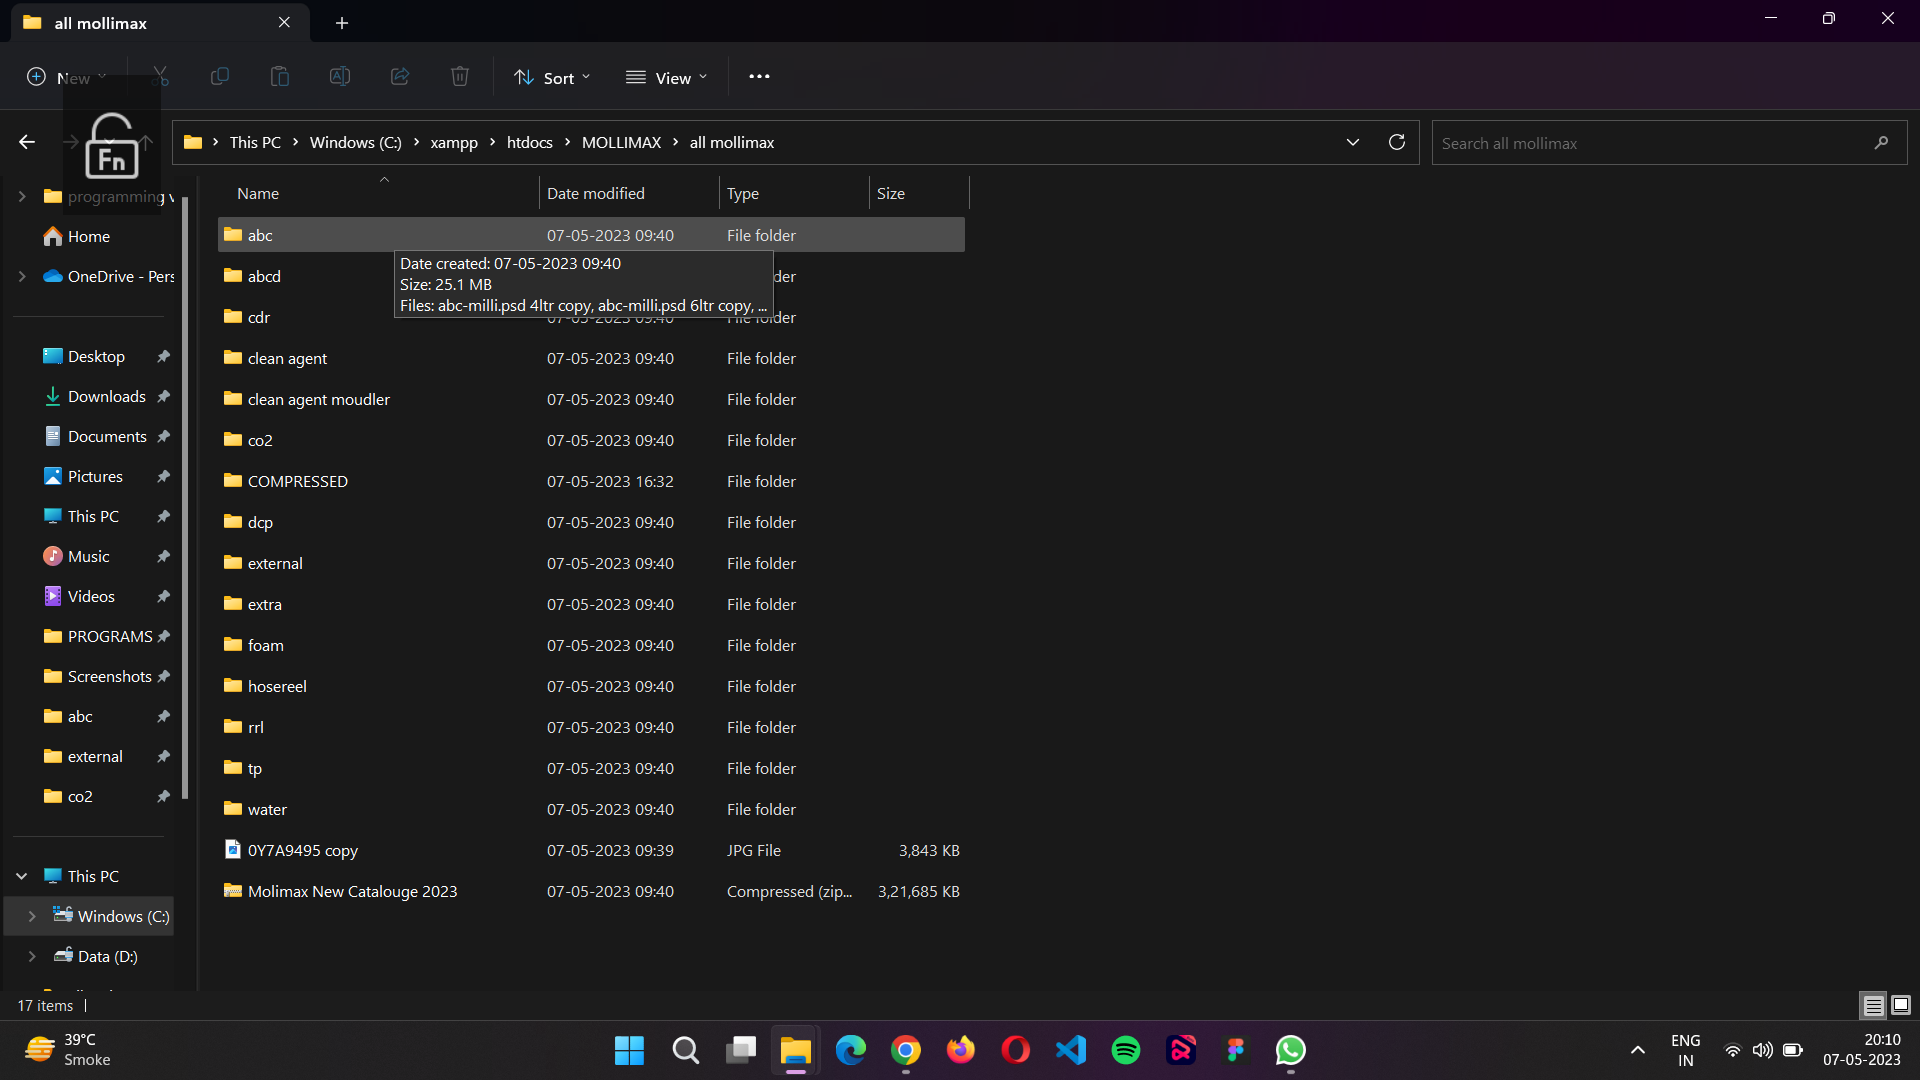 all mollimax
New
Sort
View
Fn
This PC
Windows (C:)
xampp
htdocs
MOLLIMAX
all mollimax
Search all mollimax
programming v
Home
OneDrive - Pers
Desktop
Downloads
Documents
Pictures
This PC
Music
Videos
PROGRAMS
Screenshots
abc
external
co2
This PC
Windows (C:)
Data (D:)
Name Date modified Type Size
abc 07-05-2023 09:40 File folder
Date created: 07-05-2023 09:40
Size: 25.1 MB
Files: abc-milli.psd 4ltr copy, abc-milli.psd 6ltr copy, ...
abcd der
cdr 07-05-2023 09:40 File folder
clean agent 07-05-2023 09:40 File folder
clean agent moudler 07-05-2023 09:40 File folder
co2 07-05-2023 09:40 File folder
COMPRESSED 07-05-2023 16:32 File folder
dcp 07-05-2023 09:40 File folder
external 07-05-2023 09:40 File folder
extra 07-05-2023 09:40 File folder
foam 07-05-2023 09:40 File folder
hosereel 07-05-2023 09:40 File folder
rrl 07-05-2023 09:40 File folder
tp 07-05-2023 09:40 File folder
water 07-05-2023 09:40 File folder
0Y7A9495 copy 07-05-2023 09:39 JPG File 3,843 KB
Molimax New Catalouge 2023 07-05-2023 09:40 Compressed (zip... 3,21,685 KB
17 items
39°C
Smoke
ENG
IN
20:10
07-05-2023